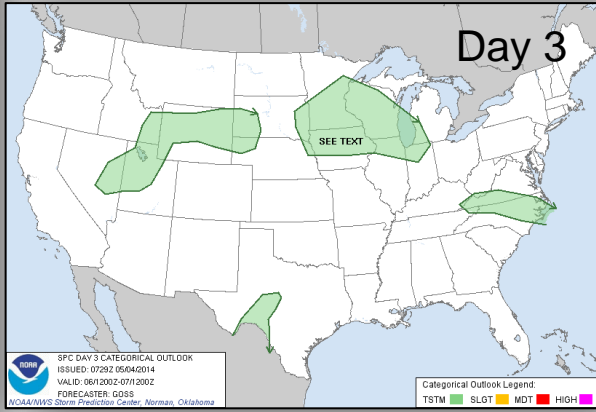 Day 3
SEE TEXT
NOAA
SPC DAY 3 CATEGORICAL OUTLOOK
ISSUED: 0729Z 05/04/2014
VALID: 06/1200Z-07/1200Z
FORECASTER: GOSS
NOAA/NWS Storm Prediction Center, Norman, Oklahoma
Categorical Outlook Legend:
TSTM SLGT MDT HIGH